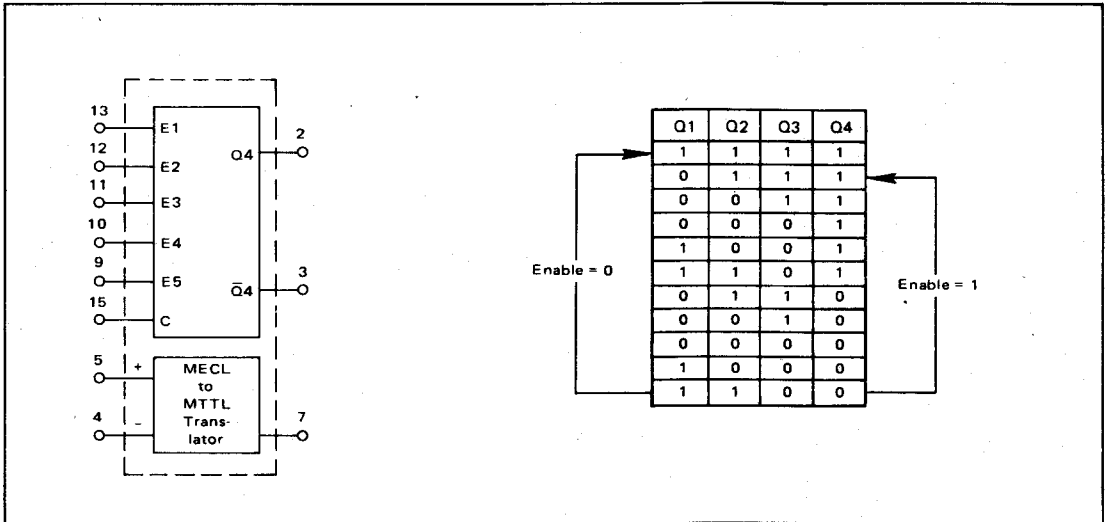 13
E1
12
E2
11
E3
10
E4
9
E5
15
C
2
Q4
3
Q̅4
5
+
4
-
MECL
to
MTTL
Trans-
lator
7
Enable = 0
Q1 Q2 Q3 Q4
1 1 1 1
0 1 1 1
0 0 1 1
0 0 0 1
1 0 0 1
1 1 0 1
0 1 1 0
0 0 1 0
0 0 0 0
1 0 0 0
1 1 0 0
Enable = 1